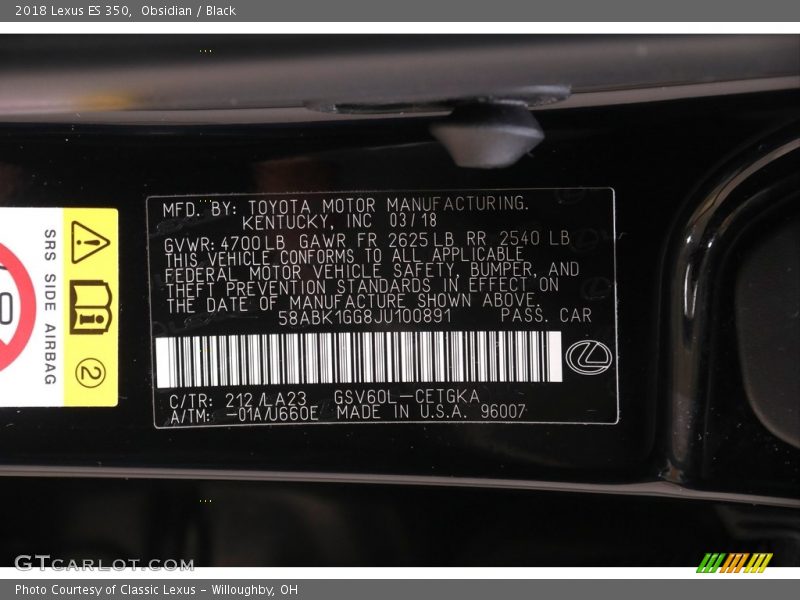 2018 Lexus ES 350,  Obsidian / Black
MFD. BY: TOYOTA MOTOR MANUFACTURING.
KENTUCKY, INC 03/18
GVWR: 4700LB GAWR FR 2625LB RR 2540 LB
THIS VEHICLE CONFORMS TO ALL APPLICABLE
FEDERAL MOTOR VEHICLE SAFETY, BUMPER, AND
THEFT PREVENTION STANDARDS IN EFFECT ON
THE DATE OF MANUFACTURE SHOWN ABOVE.
58ABK1GG8JU100891 PASS. CAR
C/TR: 212/LA23 GSV60L-CETGKA
A/TM: -01A/U660E MADE IN U.S.A. 96007
SRS SIDE AIRBAG
2
GTCARLOT.COM
Photo Courtesy of Classic Lexus - Willoughby, OH